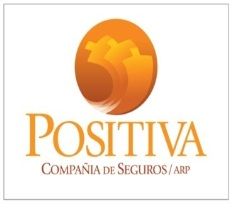 POSITIVA
COMPAÑIA DE SEGUROS / ARP